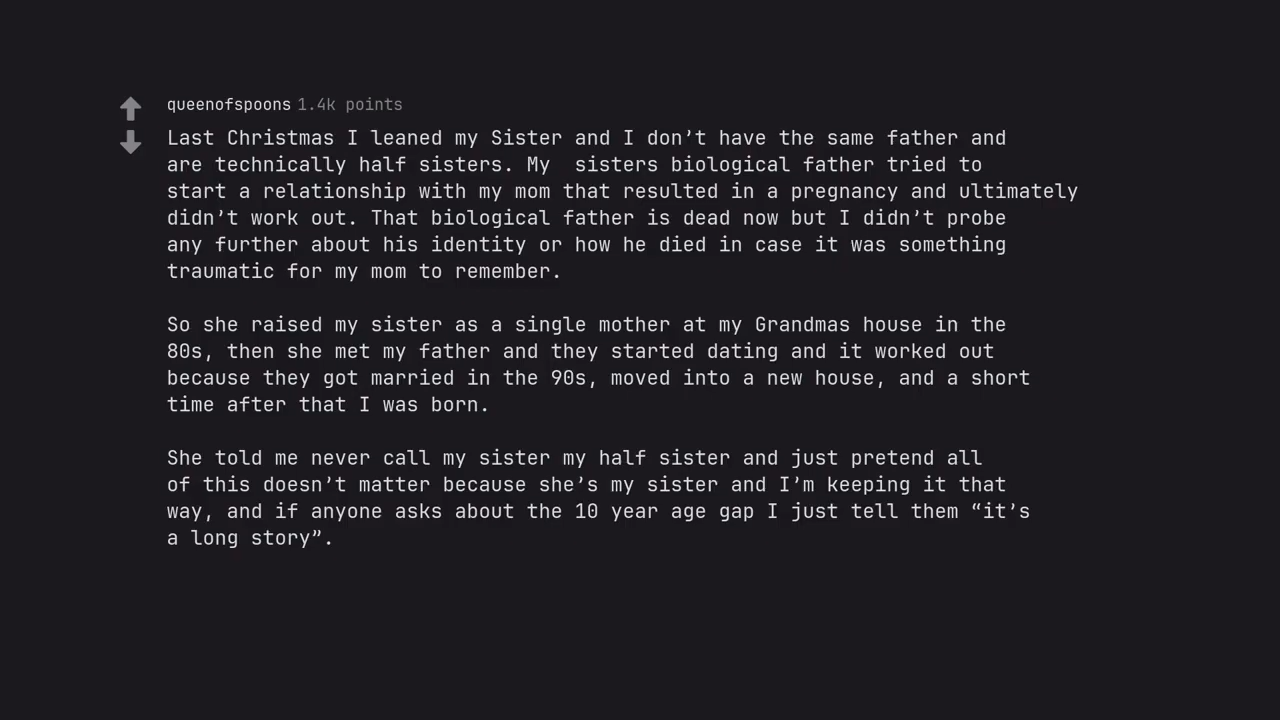 queenofspoons 1.4k points
Last Christmas I leaned my Sister and I don’t have the same father and
are technically half sisters. My  sisters biological father tried to
start a relationship with my mom that resulted in a pregnancy and ultimately
didn’t work out. That biological father is dead now but I didn’t probe
any further about his identity or how he died in case it was something
traumatic for my mom to remember.
So she raised my sister as a single mother at my Grandmas house in the
80s, then she met my father and they started dating and it worked out
because they got married in the 90s, moved into a new house, and a short
time after that I was born.
She told me never call my sister my half sister and just pretend all
of this doesn’t matter because she’s my sister and I’m keeping it that
way, and if anyone asks about the 10 year age gap I just tell them “it’s
a long story”.